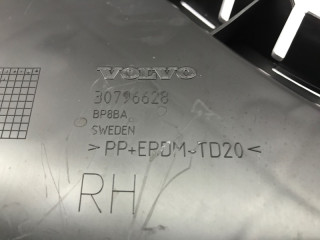 VOLVO
30796628
BP8BA
SWEDEN
>PP+EPDM-TD20<
RH